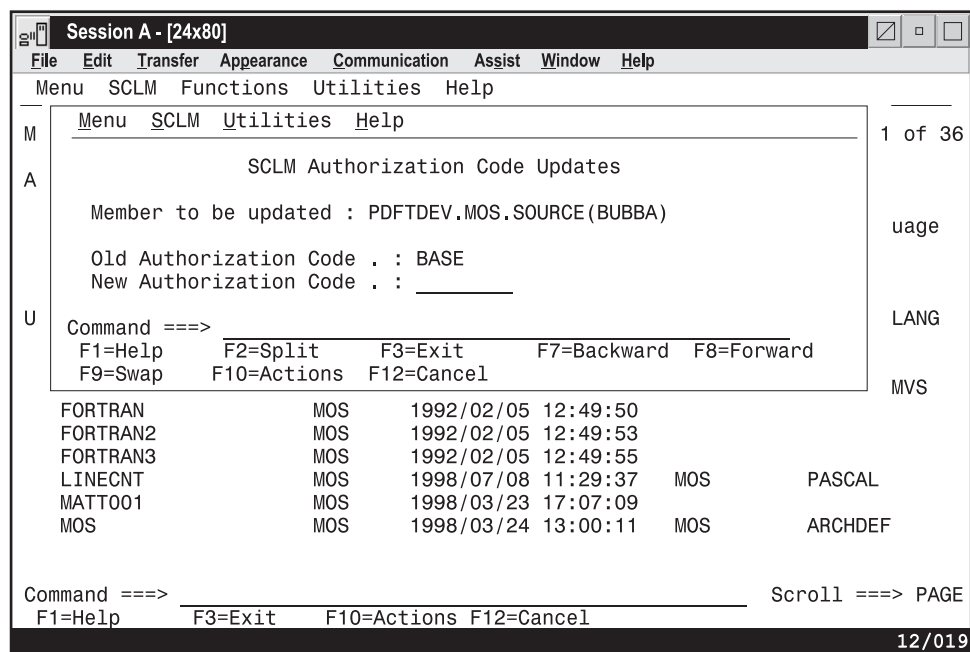 Session A - [24x80]
File Edit Transfer Appearance Communication Assist Window Help
Menu SCLM Functions Utilities Help
Menu SCLM Utilities Help
M 1 of 36
SCLM Authorization Code Updates
A
Member to be updated : PDFTDEV.MOS.SOURCE(BUBBA)
uage
Old Authorization Code . : BASE
New Authorization Code . :
U LANG
Command ===>
F1=Help F2=Split F3=Exit F7=Backward F8=Forward
F9=Swap F10=Actions F12=Cancel
MVS
FORTRAN MOS 1992/02/05 12:49:50
FORTRAN2 MOS 1992/02/05 12:49:53
FORTRAN3 MOS 1992/02/05 12:49:55
LINECNT MOS 1998/07/08 11:29:37 MOS PASCAL
MATT001 MOS 1998/03/23 17:07:09
MOS MOS 1998/03/24 13:00:11 MOS ARCHDEF
Command ===> Scroll ===> PAGE
F1=Help F3=Exit F10=Actions F12=Cancel
12/019